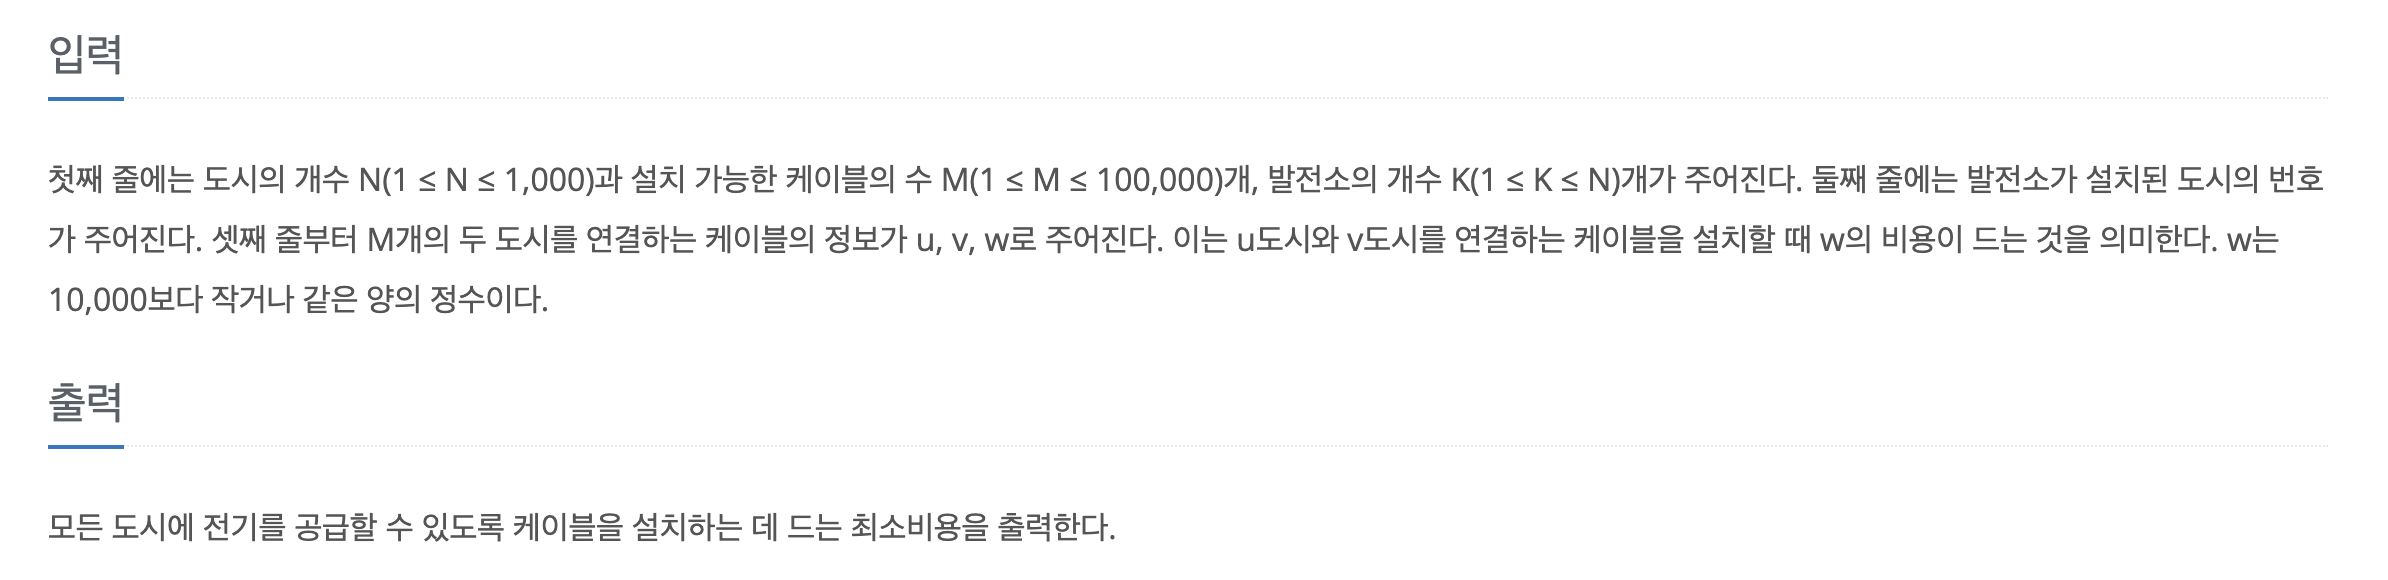 입력
첫째 줄에는 도시의 개수 N(1 ≤ N ≤ 1,000)과 설치 가능한 케이블의 수 M(1 ≤ M ≤ 100,000)개, 발전소의 개수 K(1 ≤ K ≤ N)개가 주어진다. 둘째 줄에는 발전소가 설치된 도시의 번호
가 주어진다. 셋째 줄부터 M개의 두 도시를 연결하는 케이블의 정보가 u, v, w로 주어진다. 이는 u도시와 v도시를 연결하는 케이블을 설치할 때 w의 비용이 드는 것을 의미한다. w는
10,000보다 작거나 같은 양의 정수이다.
출력
모든 도시에 전기를 공급할 수 있도록 케이블을 설치하는 데 드는 최소비용을 출력한다.